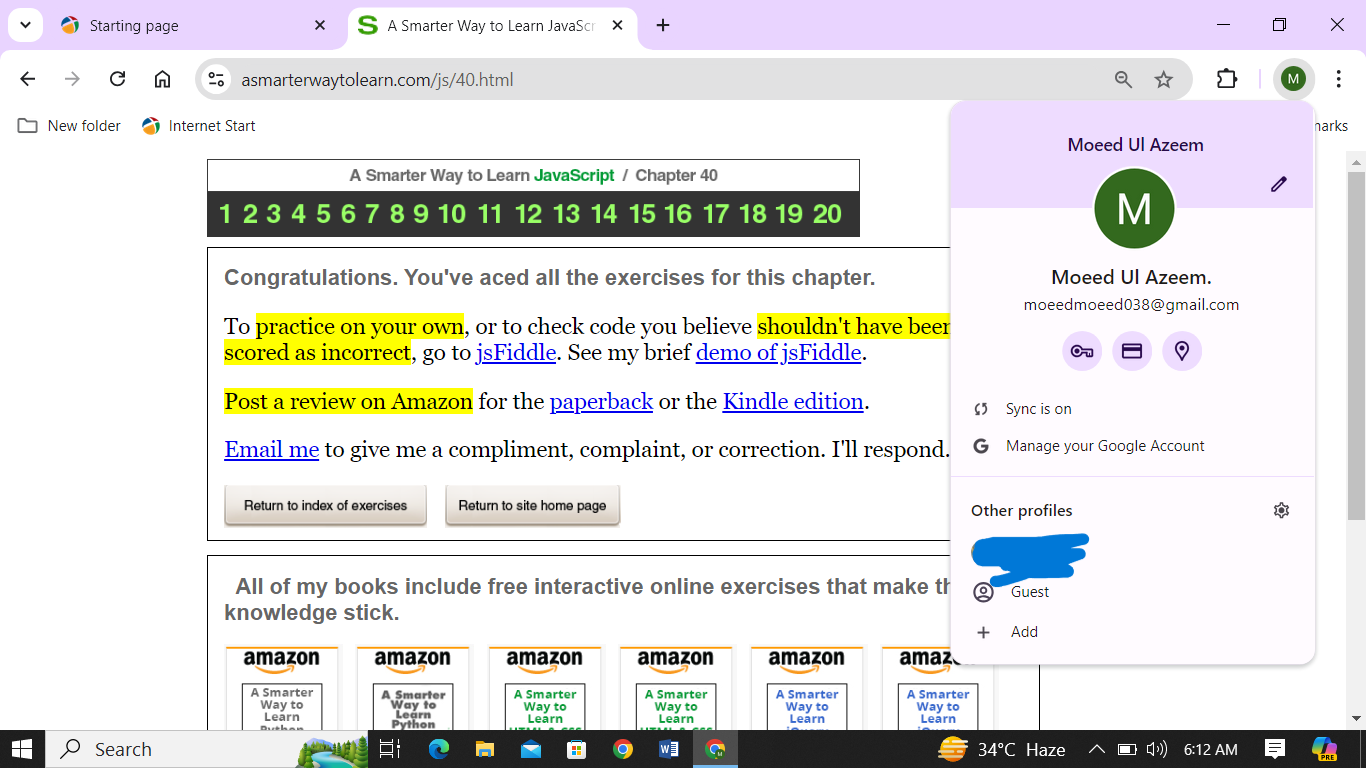 Starting page
A Smarter Way to Learn JavaScr
asmarterwaytolearn.com/js/40.html
M
New folder
Internet Start
marks
A Smarter Way to Learn JavaScript / Chapter 40
1 2 3 4 5 6 7 8 9 10 11 12 13 14 15 16 17 18 19 20
Congratulations. You've aced all the exercises for this chapter.
To practice on your own, or to check code you believe shouldn't have been
scored as incorrect, go to jsFiddle. See my brief demo of jsFiddle.
Post a review on Amazon for the paperback or the Kindle edition.
Email me to give me a compliment, complaint, or correction. I'll respond.
Return to index of exercises
Return to site home page
All of my books include free interactive online exercises that make th
knowledge stick.
amazon amazon amazon amazon amazon amaz
A Smarter Way to Learn Python
A Smarter Way to Learn Python
A Smarter Way to Learn HTML & CSS
A Smarter Way to Learn HTML & CSS
A Smarter Way to Learn jQuery
A Smarter Way to Learn jQuery
Moeed Ul Azeem
M
Moeed Ul Azeem.
moeedmoeed038@gmail.com
Sync is on
Manage your Google Account
Other profiles
Guest
Add
Search
34°C Haze
6:12 AM
PRE